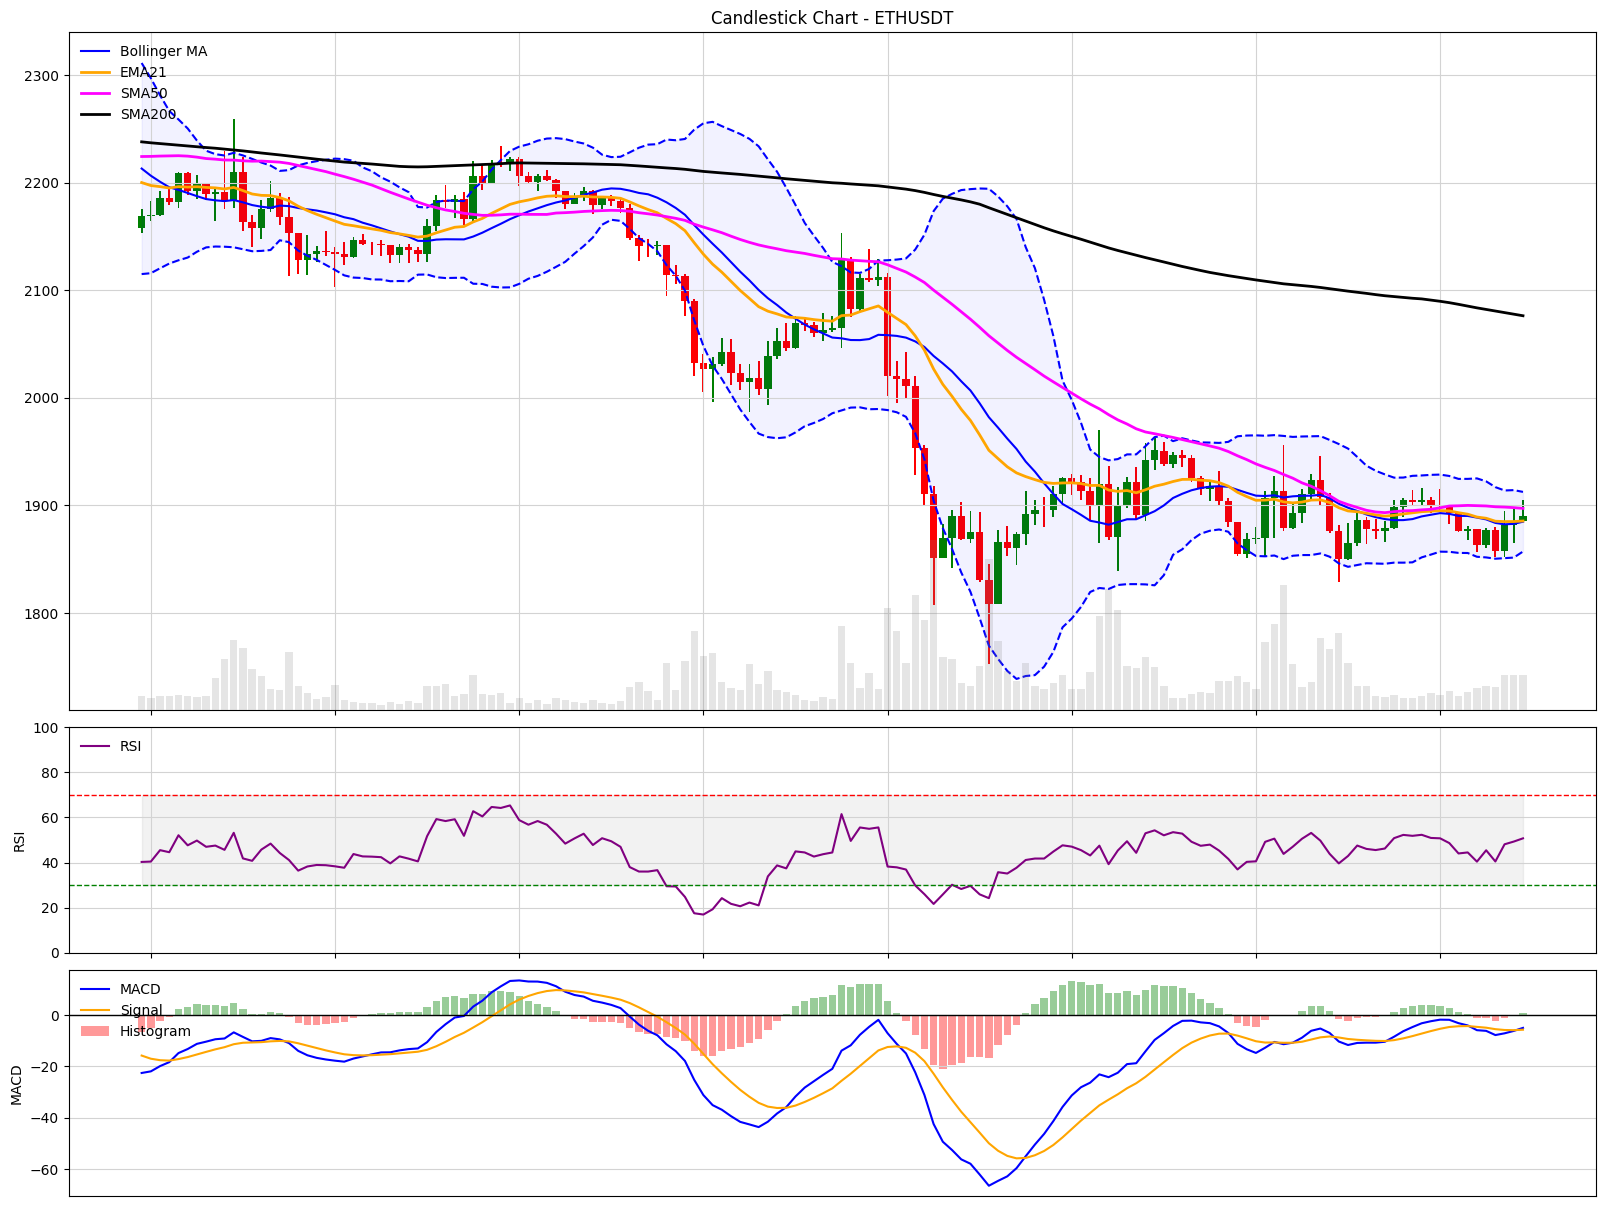 Candlestick Chart - ETHUSDT
Bollinger MA
EMA21
SMA50
SMA200
2300
2200
2100
2000
1900
1800
RSI
100
80
60
40
20
0
RSI
MACD
Signal
Histogram
0
−20
−40
−60
MACD